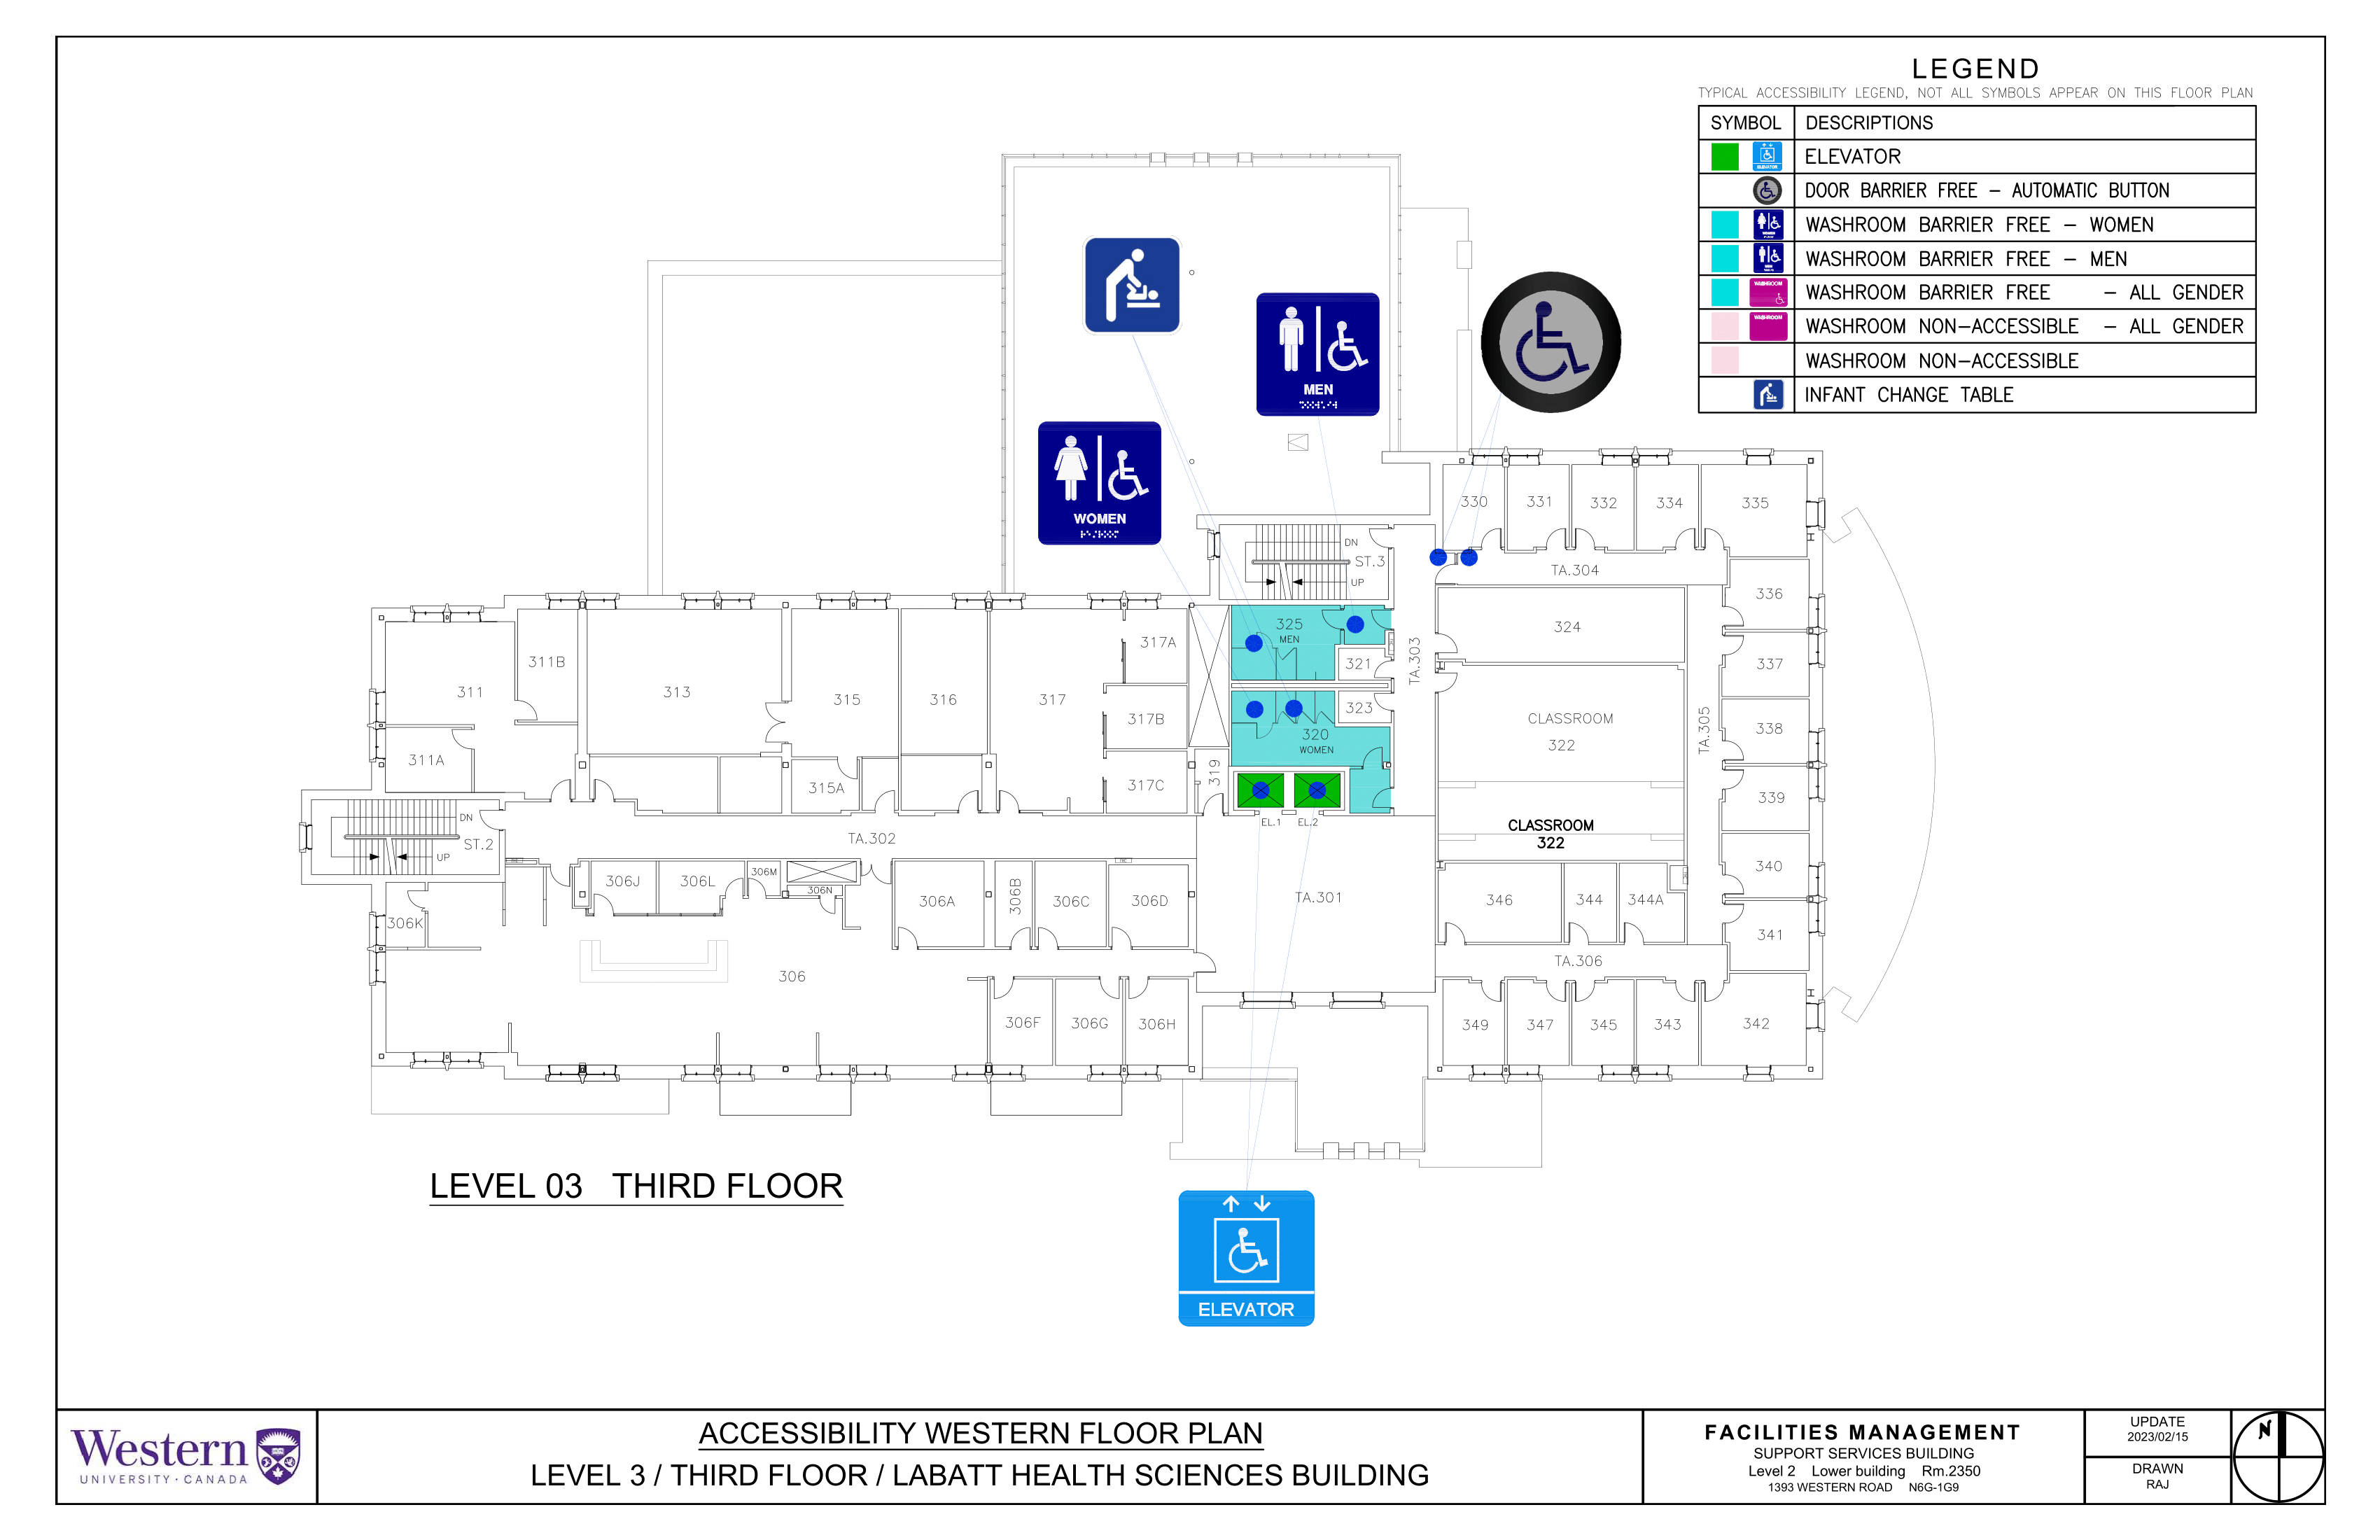 LEGEND
TYPICAL ACCESSIBILITY LEGEND, NOT ALL SYMBOLS APPEAR ON THIS FLOOR PLAN
SYMBOL DESCRIPTIONS
ELEVATOR ELEVATOR
DOOR BARRIER FREE - AUTOMATIC BUTTON
WOMEN WASHROOM BARRIER FREE - WOMEN
MEN WASHROOM BARRIER FREE - MEN
WASHROOM WASHROOM BARRIER FREE - ALL GENDER
WASHROOM WASHROOM NON-ACCESSIBLE - ALL GENDER
WASHROOM NON-ACCESSIBLE
INFANT CHANGE TABLE
MEN
WOMEN
330 331 332 334 335
DN
ST.3
UP
TA.304
336
325
MEN
324
317A
321
TA.303
337
311B
311
313
315
316
317
317B
323
320
WOMEN
CLASSROOM
322
TA.305
338
311A
315A
317C
319
339
EL.1 EL.2
CLASSROOM
322
DN
ST.2
UP
TA.302
340
306J
306L
306M
306N
306A
306B
306C
306D
TA.301
346
344
344A
306K
341
306
TA.306
306F
306G
306H
349
347
345
343
342
LEVEL 03 THIRD FLOOR
ELEVATOR
Western
UNIVERSITY · CANADA
ACCESSIBILITY WESTERN FLOOR PLAN
LEVEL 3 / THIRD FLOOR / LABATT HEALTH SCIENCES BUILDING
FACILITIES MANAGEMENT
SUPPORT SERVICES BUILDING
Level 2 Lower building Rm.2350
1393 WESTERN ROAD N6G-1G9
UPDATE
2023/02/15
DRAWN
RAJ
N